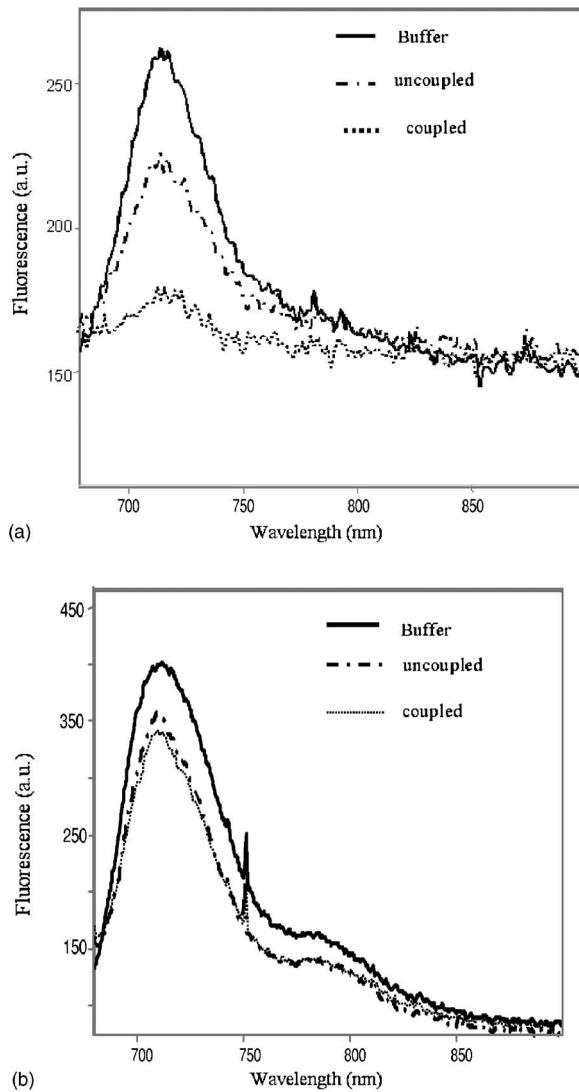 Buffer
uncoupled
coupled
Fluorescence (a.u.)
250
200
150
700
750
800
850
Wavelength (nm)
(a)
450
350
250
150
Buffer
uncoupled
coupled
Fluorescence (a.u.)
700
750
800
850
Wavelength (nm)
(b)